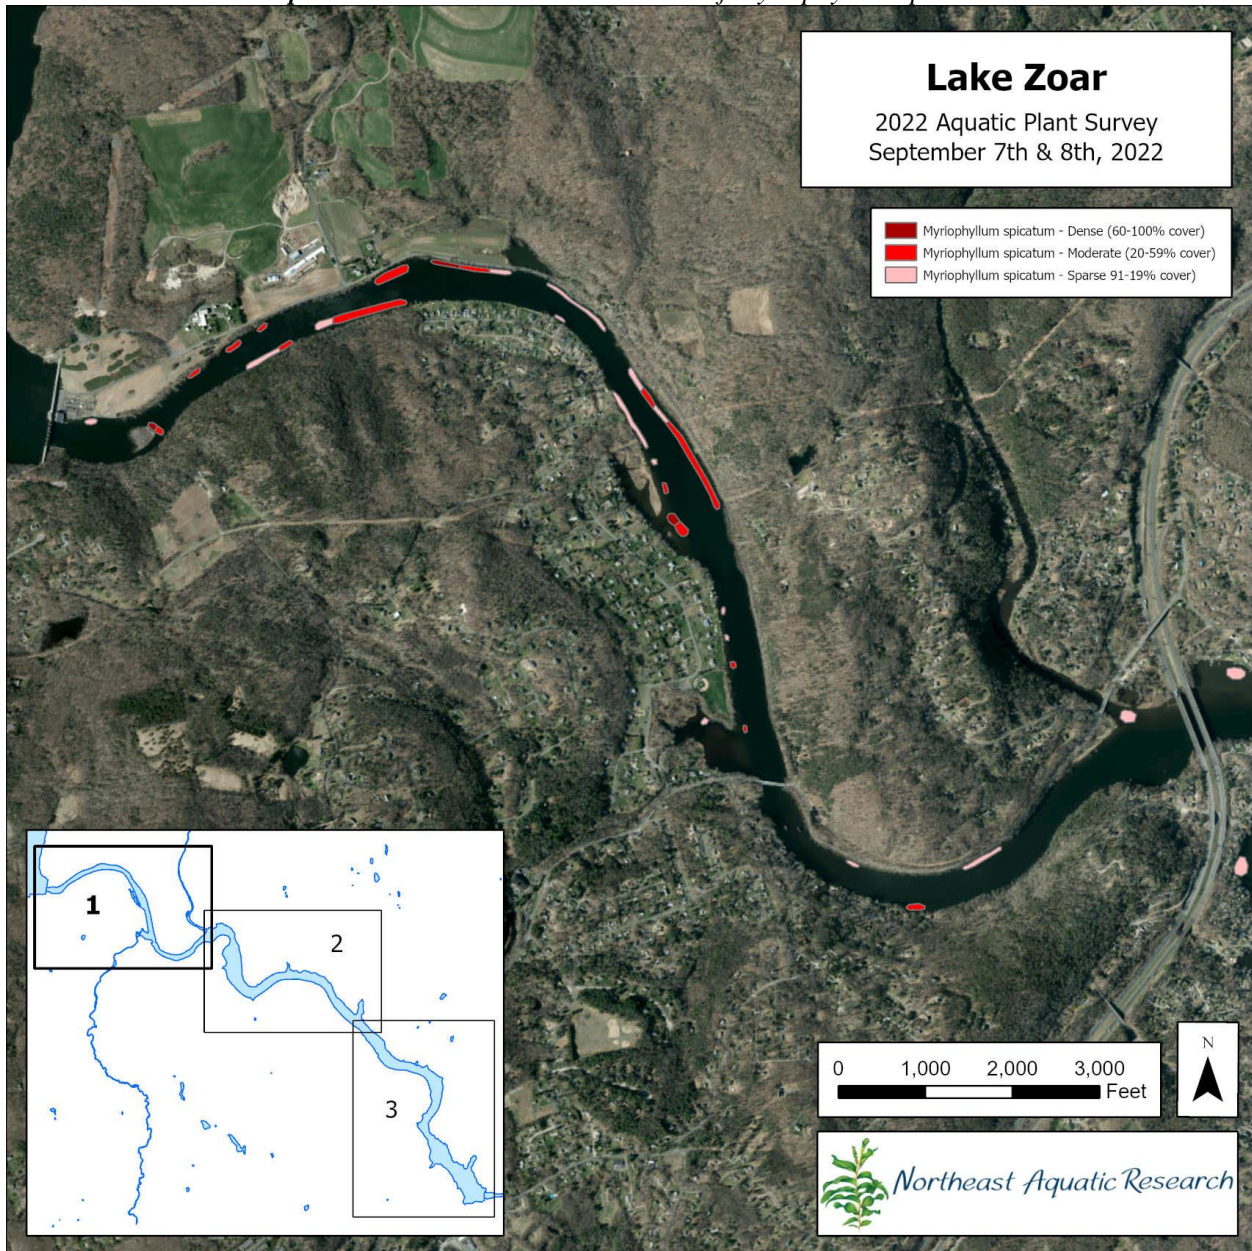 Lake Zoar
2022 Aquatic Plant Survey
September 7th & 8th, 2022
Myriophyllum spicatum - Dense (60-100% cover)
Myriophyllum spicatum - Moderate (20-59% cover)
Myriophyllum spicatum - Sparse 91-19% cover)
1
2
3
0 1,000 2,000 3,000
Feet
N
Northeast Aquatic Research